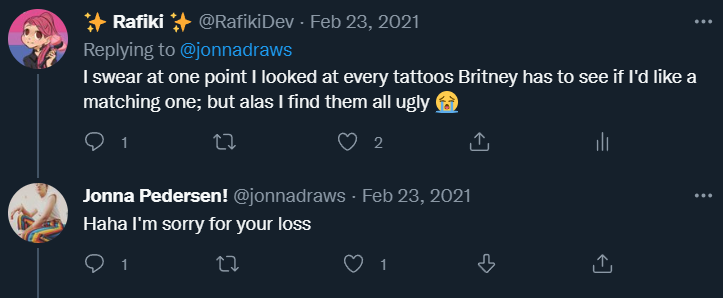 ✨ Rafiki ✨ @RafikiDev · Feb 23, 2021
Replying to @jonnadraws
I swear at one point I looked at every tattoos Britney has to see if I'd like a
matching one; but alas I find them all ugly 😭
1 2
Jonna Pedersen! @jonnadraws · Feb 23, 2021
Haha I'm sorry for your loss
1 1